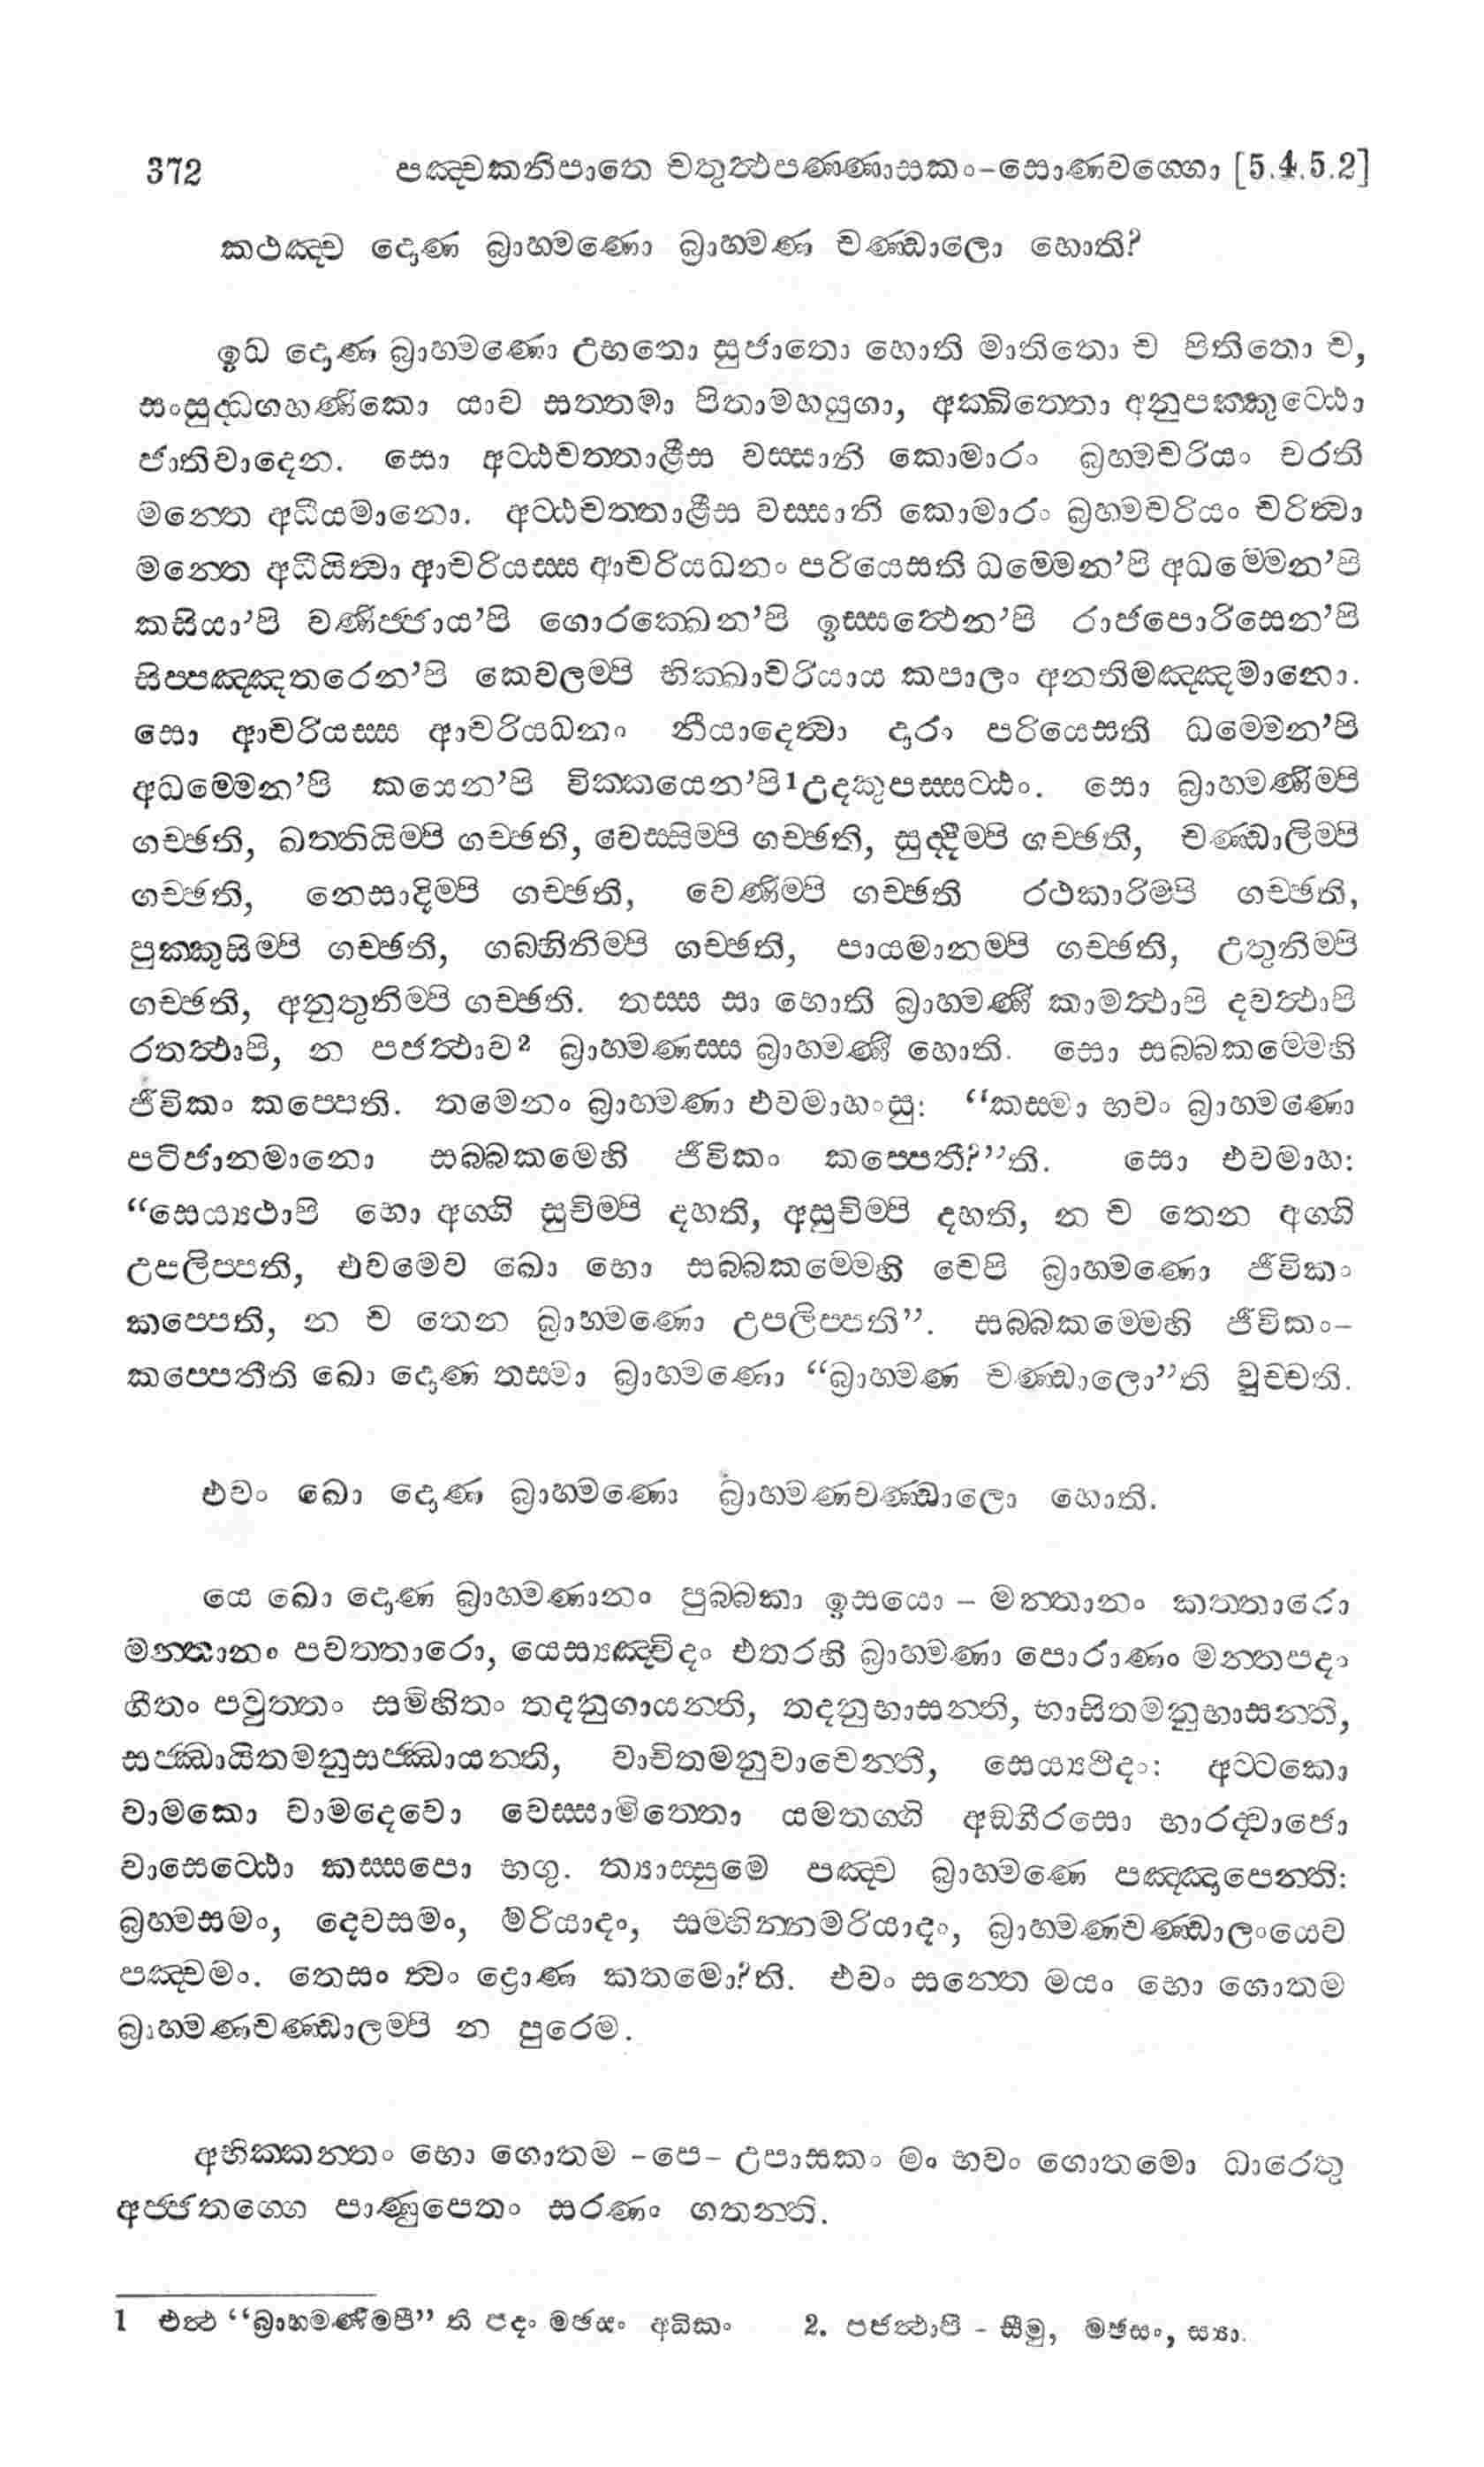 372 පඤ්චකනිපාතෙ චතුත්ථපණ්ණාසකං-සොණවග්ගො [5.4.5.2]
කථඤ්ච දොණ බ්‍රාහ්මණො බ්‍රාහ්මණ චණ්ඩාලො හොති?
ඉධ දොණ බ්‍රාහ්මණො උභතො සුජාතො හොති මාතිතො ච පිතිතො ච,
සංසුද්ධගහණිකො යාව සත්තමා පිතාමහයුගා, අක්ඛිත්තො අනුපක්කුට්ඨො
ජාතිවාදෙන. සො අට්ඨචත්තාළීස වස්සානි කොමාරං බ්‍රහ්මචරියං චරති
මන්තෙ අධීයමානො. අට්ඨචත්තාළීස වස්සානි කොමාරං බ්‍රහ්මචරියං චරිත්වා
මන්තෙ අධීයිත්වා ආචරියස්ස ආචරියධනං පරියෙසති ධම්මෙන’පි අධම්මෙන’පි
කසියා’පි වණිජ්ජාය’පි ගොරක්ඛෙන’පි ඉස්සත්ථෙන’පි රාජපොරිසෙන’පි
සිප්පඤ්ඤතරෙන’පි කෙවලම්පි භික්ඛාචරියාය කපාලං අනතිමඤ්ඤමානො.
සො ආචරියස්ස ආචරියධනං නීයාදෙත්වා දාරා පරියෙසති ධම්මෙන’පි
අධම්මෙන’පි කයෙන’පි වික්කයෙන’පි1උදකුපස්සට්ඨං. සො බ්‍රාහ්මණිම්පි
ගච්ඡති, ඛත්තියිම්පි ගච්ඡති, වෙස්සිම්පි ගච්ඡති, සුද්දිම්පි ගච්ඡති, චණ්ඩාලිම්පි
ගච්ඡති, නෙසාදිම්පි ගච්ඡති, වෙණිම්පි ගච්ඡති රථකාරිම්පි ගච්ඡති,
පුක්කුසිම්පි ගච්ඡති, ගබ්භිනිම්පි ගච්ඡති, පායමානම්පි ගච්ඡති, උතුනිම්පි
ගච්ඡති, අනුතුනිම්පි ගච්ඡති. තස්ස සා හොති බ්‍රාහ්මණී කාමත්ථාපි දවත්ථාපි
රතත්ථාපි, න පජත්ථාව2 බ්‍රාහ්මණස්ස බ්‍රාහ්මණී හොති. සො සබ්බකම්මෙහි
ජීවිකං කප්පෙති. තමෙනං බ්‍රාහ්මණා එවමාහංසු: “කස්මා භවං බ්‍රාහ්මණො
පටිජානමානො සබ්බකමෙහි ජීවිකං කප්පෙතී?”ති. සො එවමාහ:
“සෙය්‍යථාපි හො අග්ගි සුචිම්පි දහති, අසුචිම්පි දහති, න ච තෙන අග්ගි
උපලිප්පති, එවමෙව ඛො භො සබ්බකම්මෙහි චෙපි බ්‍රාහ්මණො ජීවිකං
කප්පෙති, න ච තෙන බ්‍රාහ්මණො උපලිප්පති”. සබ්බකම්මෙහි ජීවිකං-
කප්පෙතීති ඛො දොණ තස්මා බ්‍රාහ්මණො “බ්‍රාහ්මණ චණ්ඩාලො”ති වුච්චති.
එවං ඛො දොණ බ්‍රාහ්මණො බ්‍රාහ්මණචණ්ඩාලො හොති.
යෙ ඛො දොණ බ්‍රාහ්මණානං පුබ්බකා ඉසයො – මන්තානං කත්තාරො
මන්තානං පවත්තාරො, යෙස්‍යඤ්චිදං එතරහි බ්‍රාහ්මණා පොරාණං මන්තපදං
ගීතං පවුත්තං සමිහිතං තදනුගායන්ති, තදනුභාසන්ති, භාසිතමනුභාසන්ති,
සජ්ඣායිතමනුසජ්ඣායන්ති, වාචිතමනුවාචෙන්ති, සෙය්‍යථිදං: අට්ටකො
වාමකො වාමදෙවො වෙස්සාමිත්තො යමතග්ගි අඞ්ගීරසො භාරද්වාජො
වාසෙට්ඨො කස්සපො භගු. ත්‍යාස්සුමෙ පඤ්ච බ්‍රාහ්මණෙ පඤ්ඤාපෙන්ති:
බ්‍රහ්මසමං, දෙවසමං, මරියාදං, සම්භින්නමරියාදං, බ්‍රාහ්මණචණ්ඩාලංයෙව
පඤ්චමං. තෙසං ත්වං ද්‍රොණ කතමො?ති. එවං සන්තෙ මයං භො ගොතම
බ්‍රාහ්මණචණ්ඩාලම්පි න පූරෙම.
අභික්කන්තං භො ගොතම -පෙ- උපාසකං මං භවං ගොතමො ධාරෙතු
අජ්ජතග්ගෙ පාණුපෙතං සරණං ගතන්ති.
1 එත්ථ “බ්‍රාහ්මණිම්පි” ති පදං මජසං අධිකං 2. පජත්ථාපි - සීමු, මජසං, ස්‍යා.